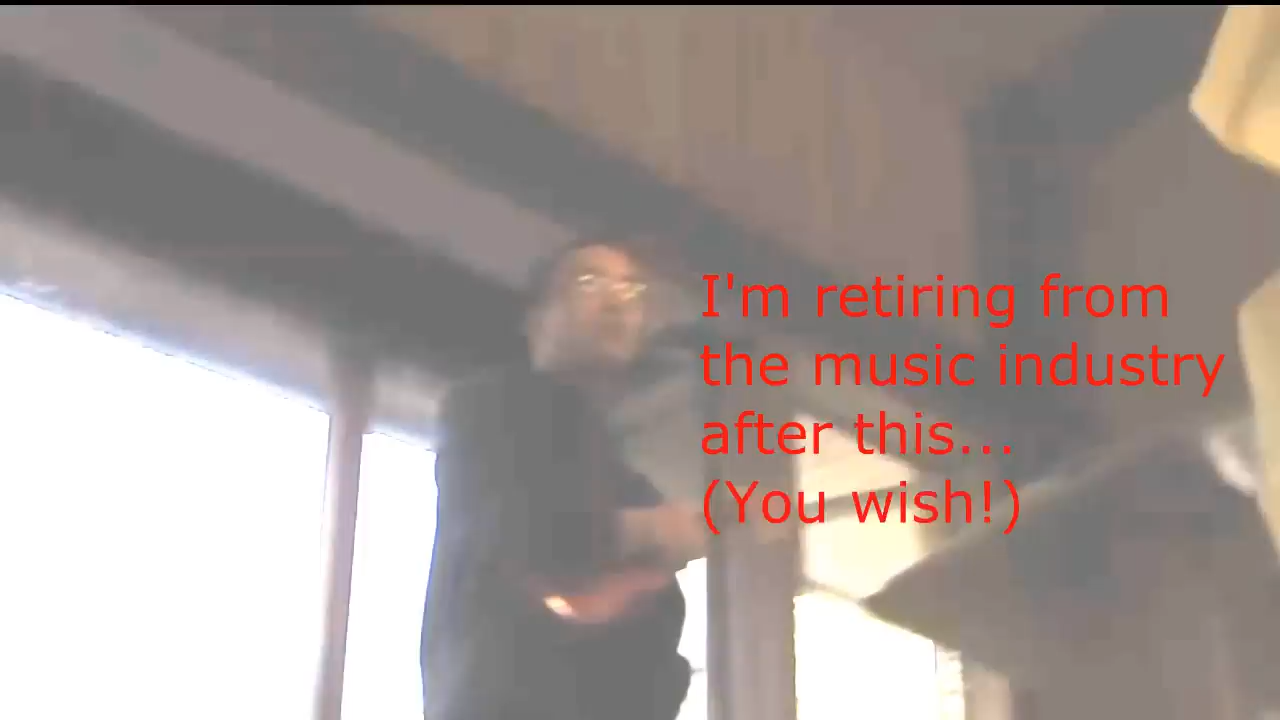 I'm retiring from
the music industry
after this...
(You wish!)